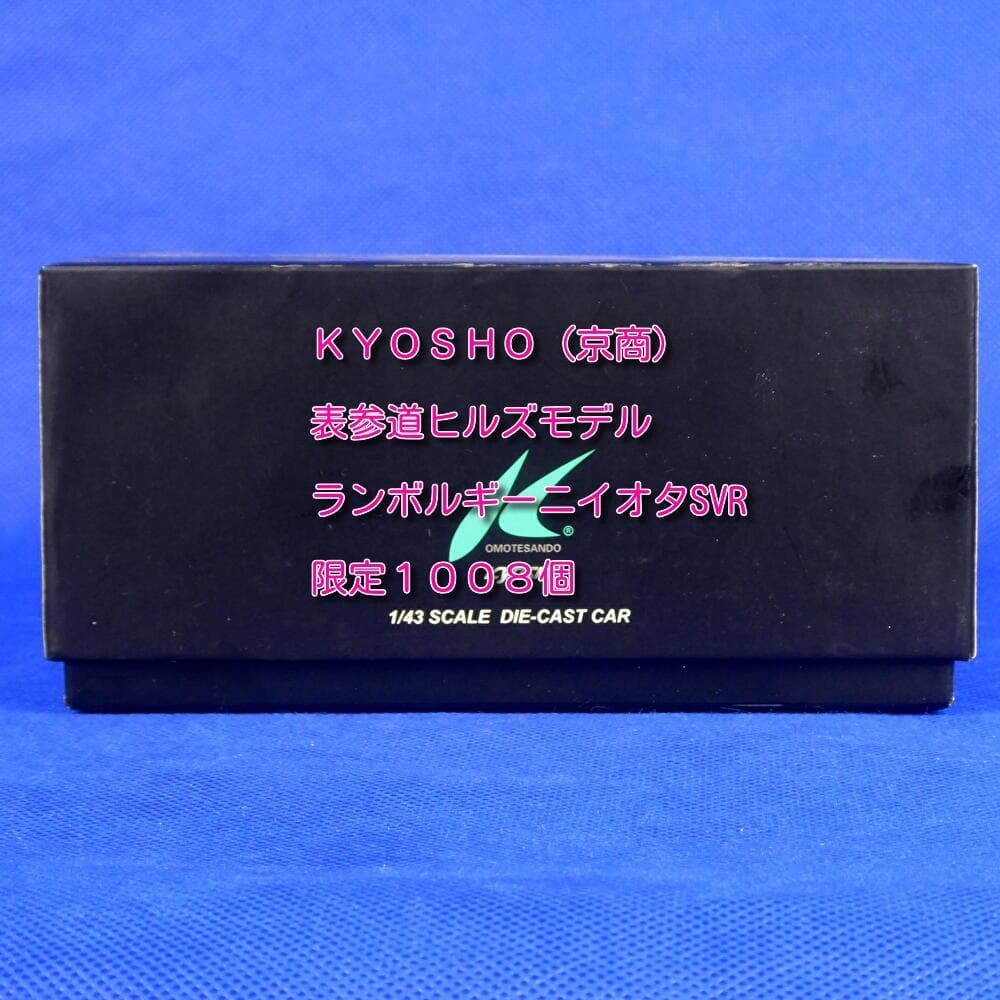 ＫＹＯＳＨＯ（京商）
表参道ヒルズモデル
ランボルギーニイオタSVR
®
OMOTESANDO
限定１００８個
1/43 SCALE DIE-CAST CAR